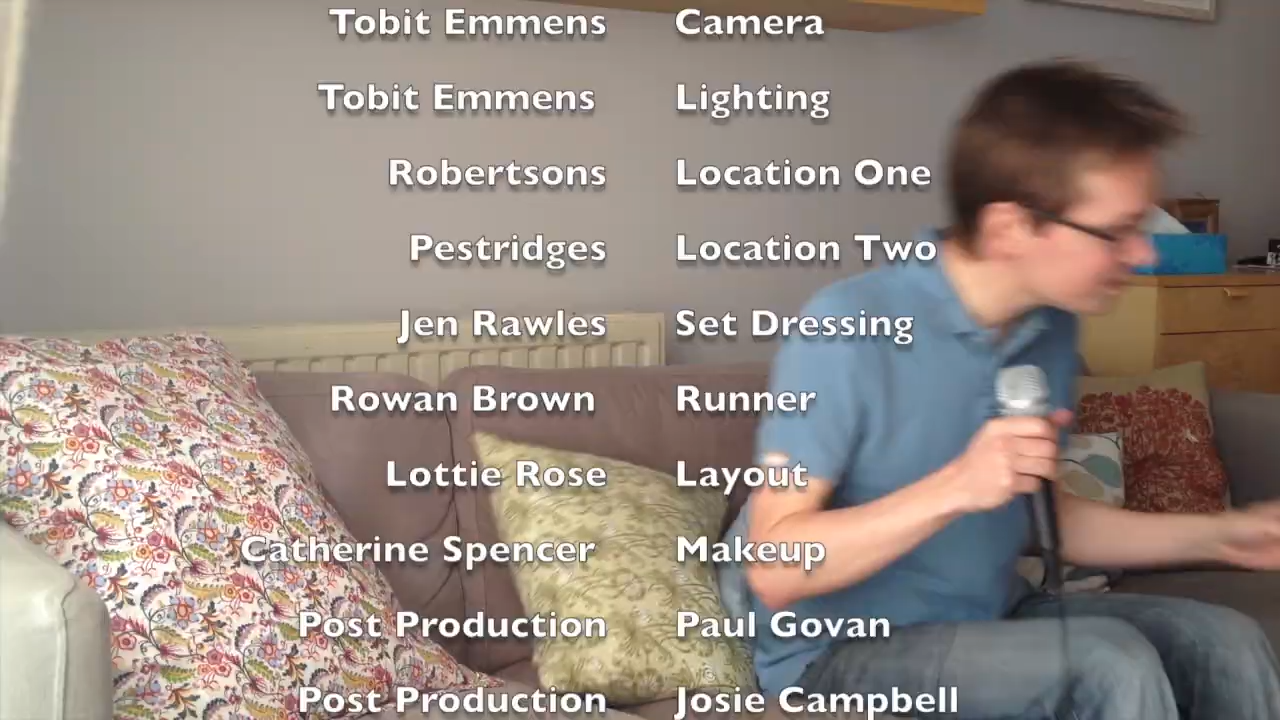 Tobit Emmens Camera
Tobit Emmens Lighting
Robertsons Location One
Pestridges Location Two
Jen Rawles Set Dressing
Rowan Brown Runner
Lottie Rose Layout
Catherine Spencer Makeup
Post Production Paul Govan
Post Production Josie Campbell